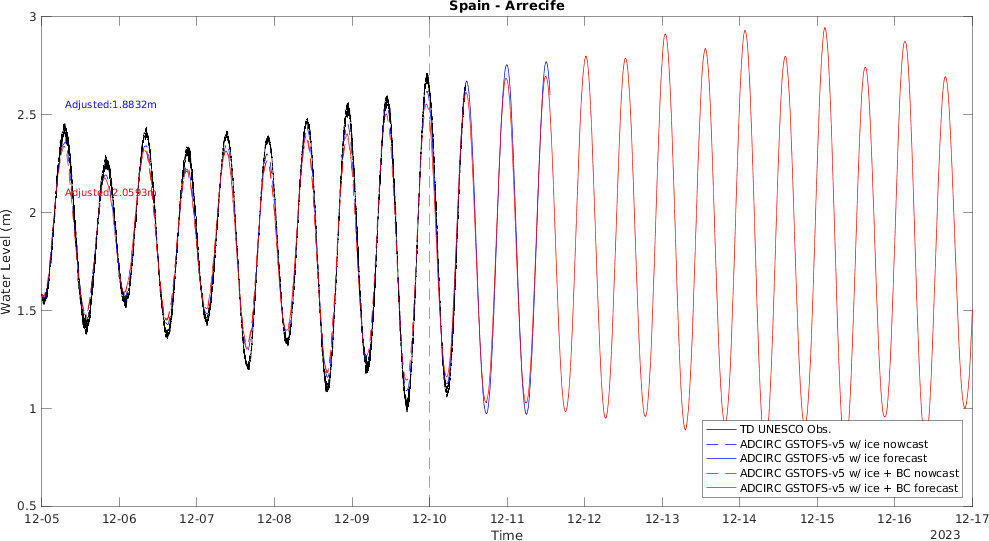 Spain - Arrecife
3
2.5
2
1.5
1
0.5
Water Level (m)
Adjusted:1.8832m
Adjusted:2.0593m
TD UNESCO Obs.
ADCIRC GSTOFS-v5 w/ ice nowcast
ADCIRC GSTOFS-v5 w/ ice forecast
ADCIRC GSTOFS-v5 w/ ice + BC nowcast
ADCIRC GSTOFS-v5 w/ ice + BC forecast
12-05 12-06 12-07 12-08 12-09 12-10 12-11 12-12 12-13 12-14 12-15 12-16 12-17
Time
2023